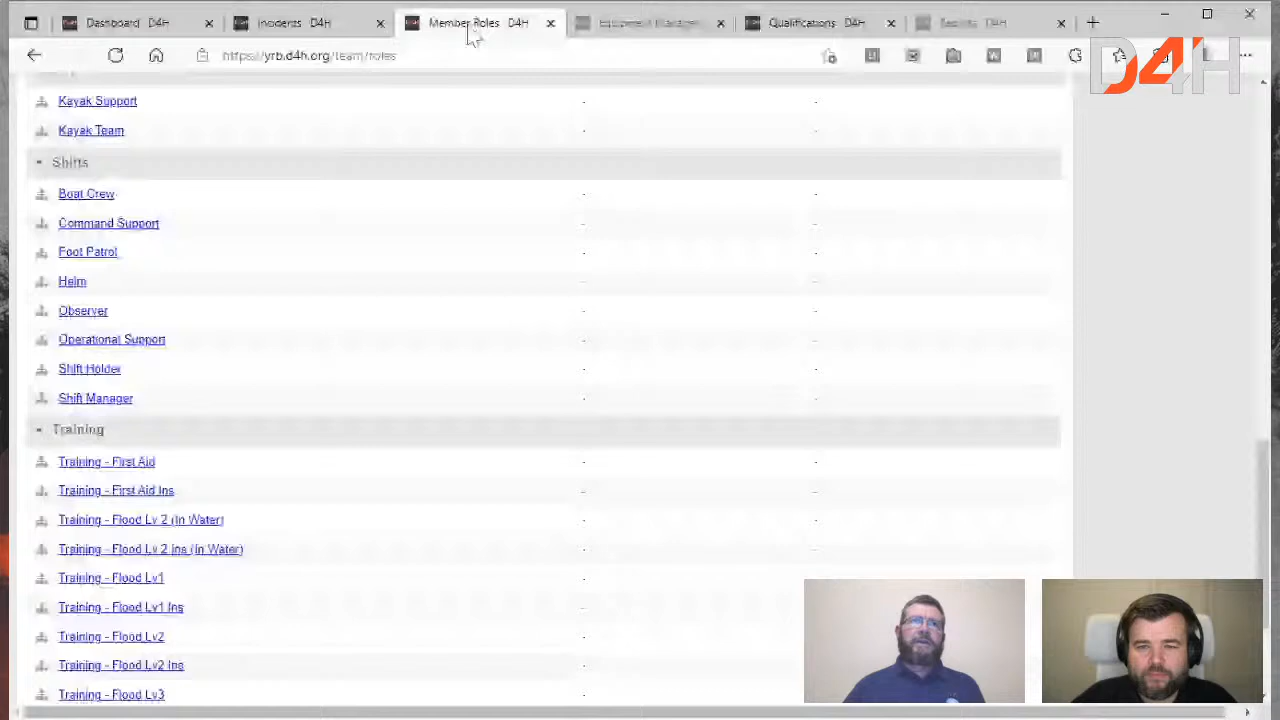 Dashboard D4H
Incidents D4H
Member Roles D4H
Equipment Manager
Qualifications D4H
D4H
https://yrb.d4h.org/team/roles
D4H
Kayak Support
Kayak Team
Shifts
Boat Crew
Command Support
Foot Patrol
Helm
Observer
Operational Support
Shift Holder
Shift Manager
Training
Training - First Aid
Training - First Aid Ins
Training - Flood Lv 2 (In Water)
Training - Flood Lv 2 Ins (In Water)
Training - Flood Lv1
Training - Flood Lv1 Ins
Training - Flood Lv2
Training - Flood Lv2 Ins
Training - Flood Lv3